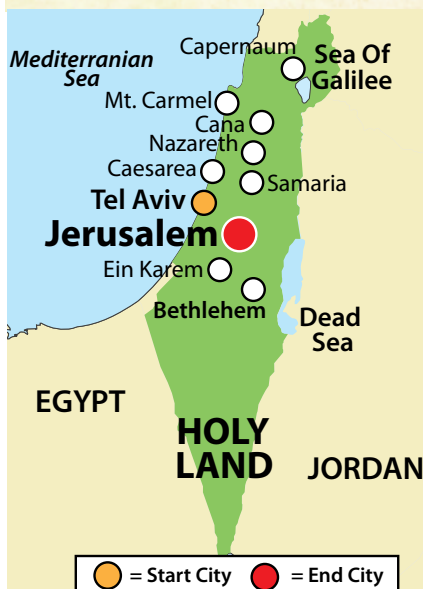 Capernaum
Mediterranean
Sea
Sea Of
Galilee
Mt. Carmel
Cana
Nazareth
Caesarea
Samaria
Tel Aviv
Jerusalem
Ein Karem
Bethlehem
Dead
Sea
EGYPT
HOLY
LAND
JORDAN
= Start City = End City